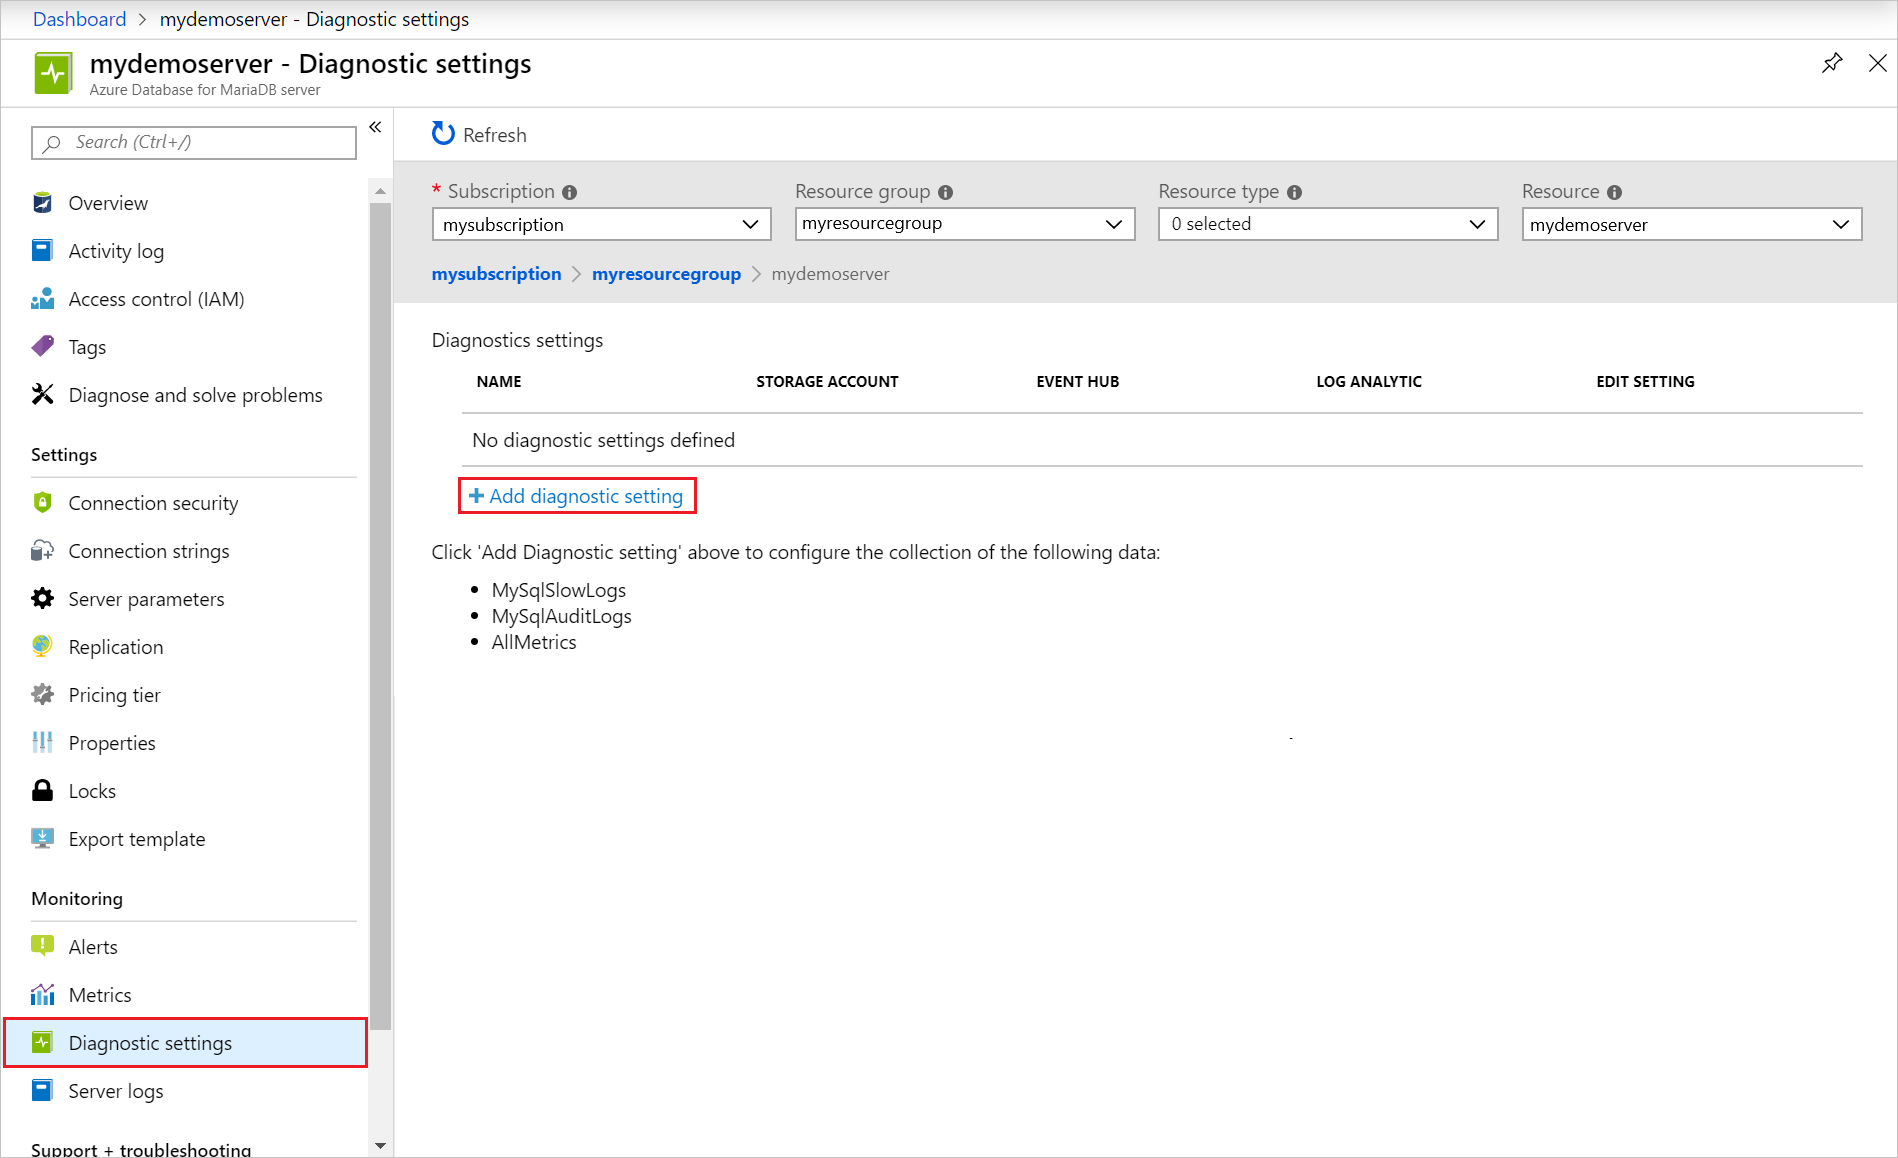 Dashboard > mydemoserver - Diagnostic settings
mydemoserver - Diagnostic settings
Azure Database for MariaDB server
Search (Ctrl+/)
«
Overview
Activity log
Access control (IAM)
Tags
Diagnose and solve problems
Settings
Connection security
Connection strings
Server parameters
Replication
Pricing tier
Properties
Locks
Export template
Monitoring
Alerts
Metrics
Diagnostic settings
Server logs
Support + troubleshooting
Refresh
* Subscription Resource group Resource type Resource
mysubscription myresourcegroup 0 selected mydemoserver
mysubscription > myresourcegroup > mydemoserver
Diagnostics settings
NAME STORAGE ACCOUNT EVENT HUB LOG ANALYTIC EDIT SETTING
No diagnostic settings defined
+ Add diagnostic setting
Click 'Add Diagnostic setting' above to configure the collection of the following data:
• MySqlSlowLogs
• MySqlAuditLogs
• AllMetrics